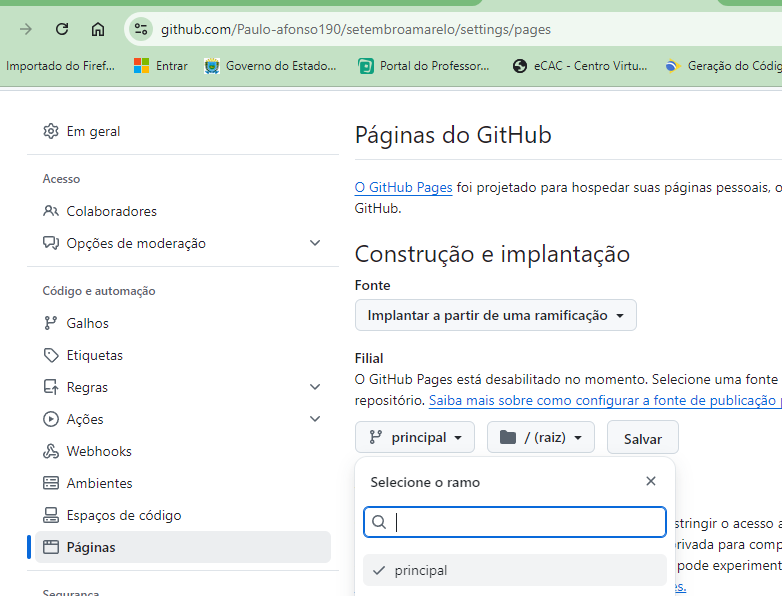 github.com/Paulo-afonso190/setembroamarelo/settings/pages
Importado do Firef... Entrar Governo do Estado... Portal do Professor... eCAC - Centro Virtu... Geração do Códig
Em geral
Acesso
Colaboradores
Opções de moderação
Código e automação
Galhos
Etiquetas
Regras
Ações
Webhooks
Ambientes
Espaços de código
Páginas
Segurança
Páginas do GitHub
O GitHub Pages foi projetado para hospedar suas páginas pessoais, o
GitHub.
Construção e implantação
Fonte
Implantar a partir de uma ramificação
Filial
O GitHub Pages está desabilitado no momento. Selecione uma fonte
repositório. Saiba mais sobre como configurar a fonte de publicação
principal / (raiz) Salvar
Selecione o ramo
principal
stringir o acesso a
rivada para comp
pode experiment
es.